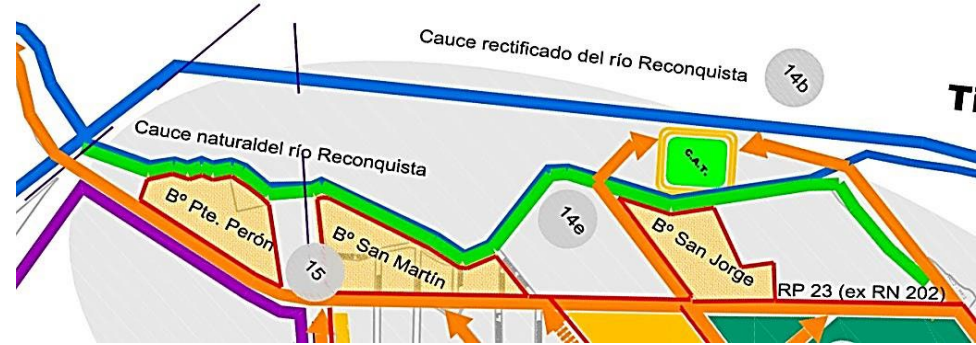 Cauce rectificado del río Reconquista
14b
Ti
Cauce naturaldel río Reconquista
C.A.T.
Bº Pte. Perón
14e
Bº San Martín
Bº San Jorge
15
RP 23 (ex RN 202)